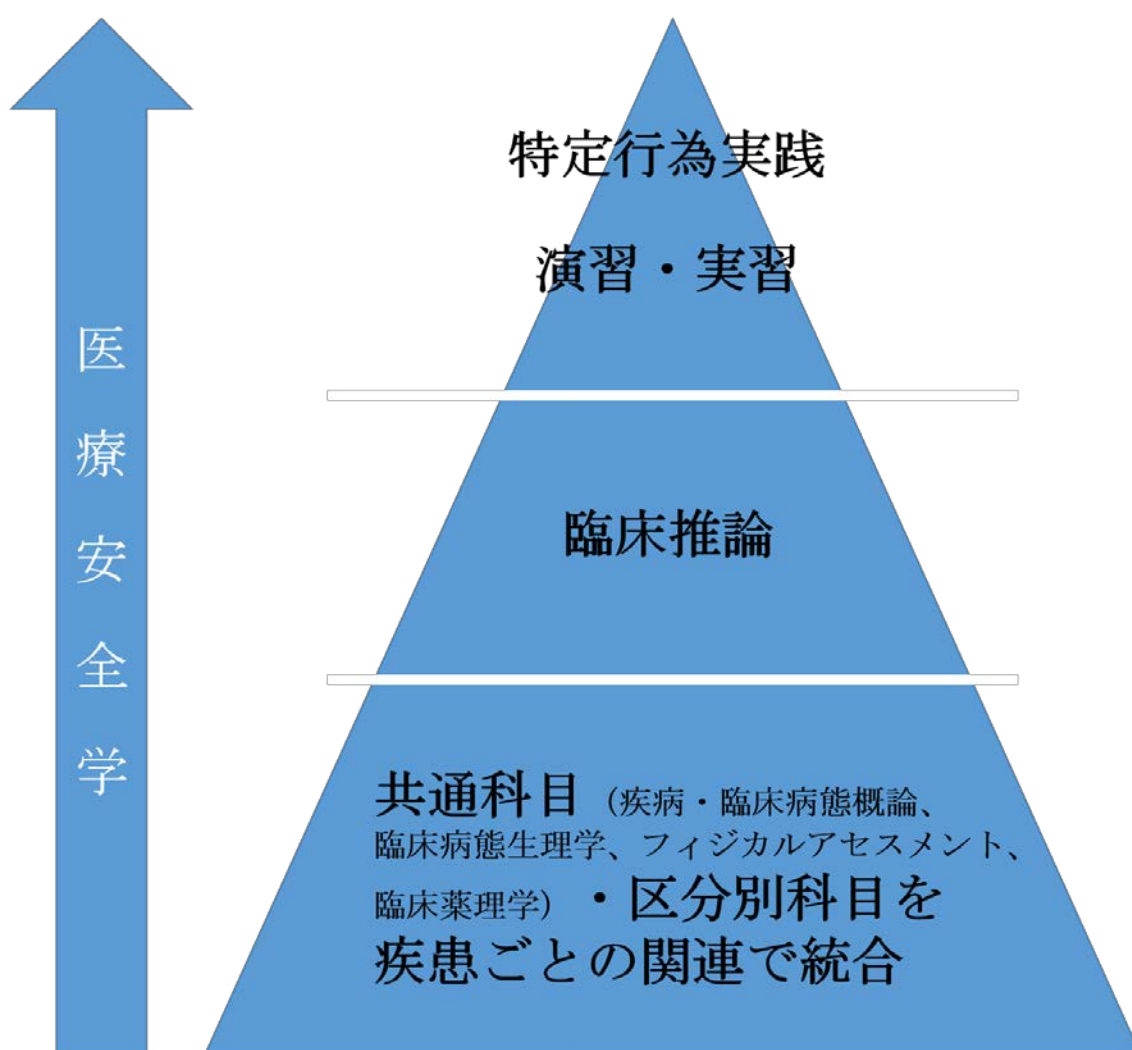 医療安全学
特定行為実践
演習・実習
臨床推論
共通科目（疾病・臨床病態概論、
臨床病態生理学、フィジカルアセスメント、
臨床薬理学）・区分別科目を
疾患ごとの関連で統合